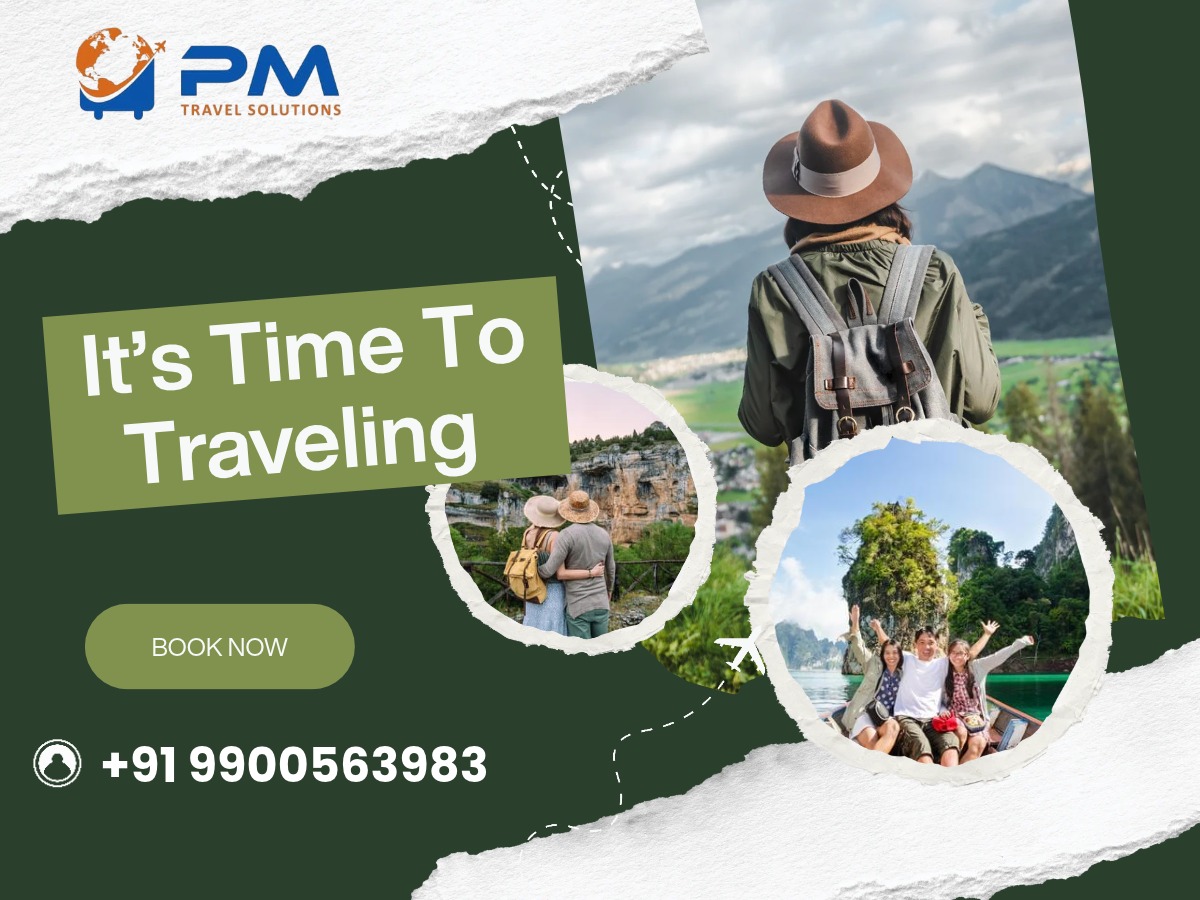 PM
TRAVEL SOLUTIONS
It’s Time To
Traveling
BOOK NOW
+91 9900563983